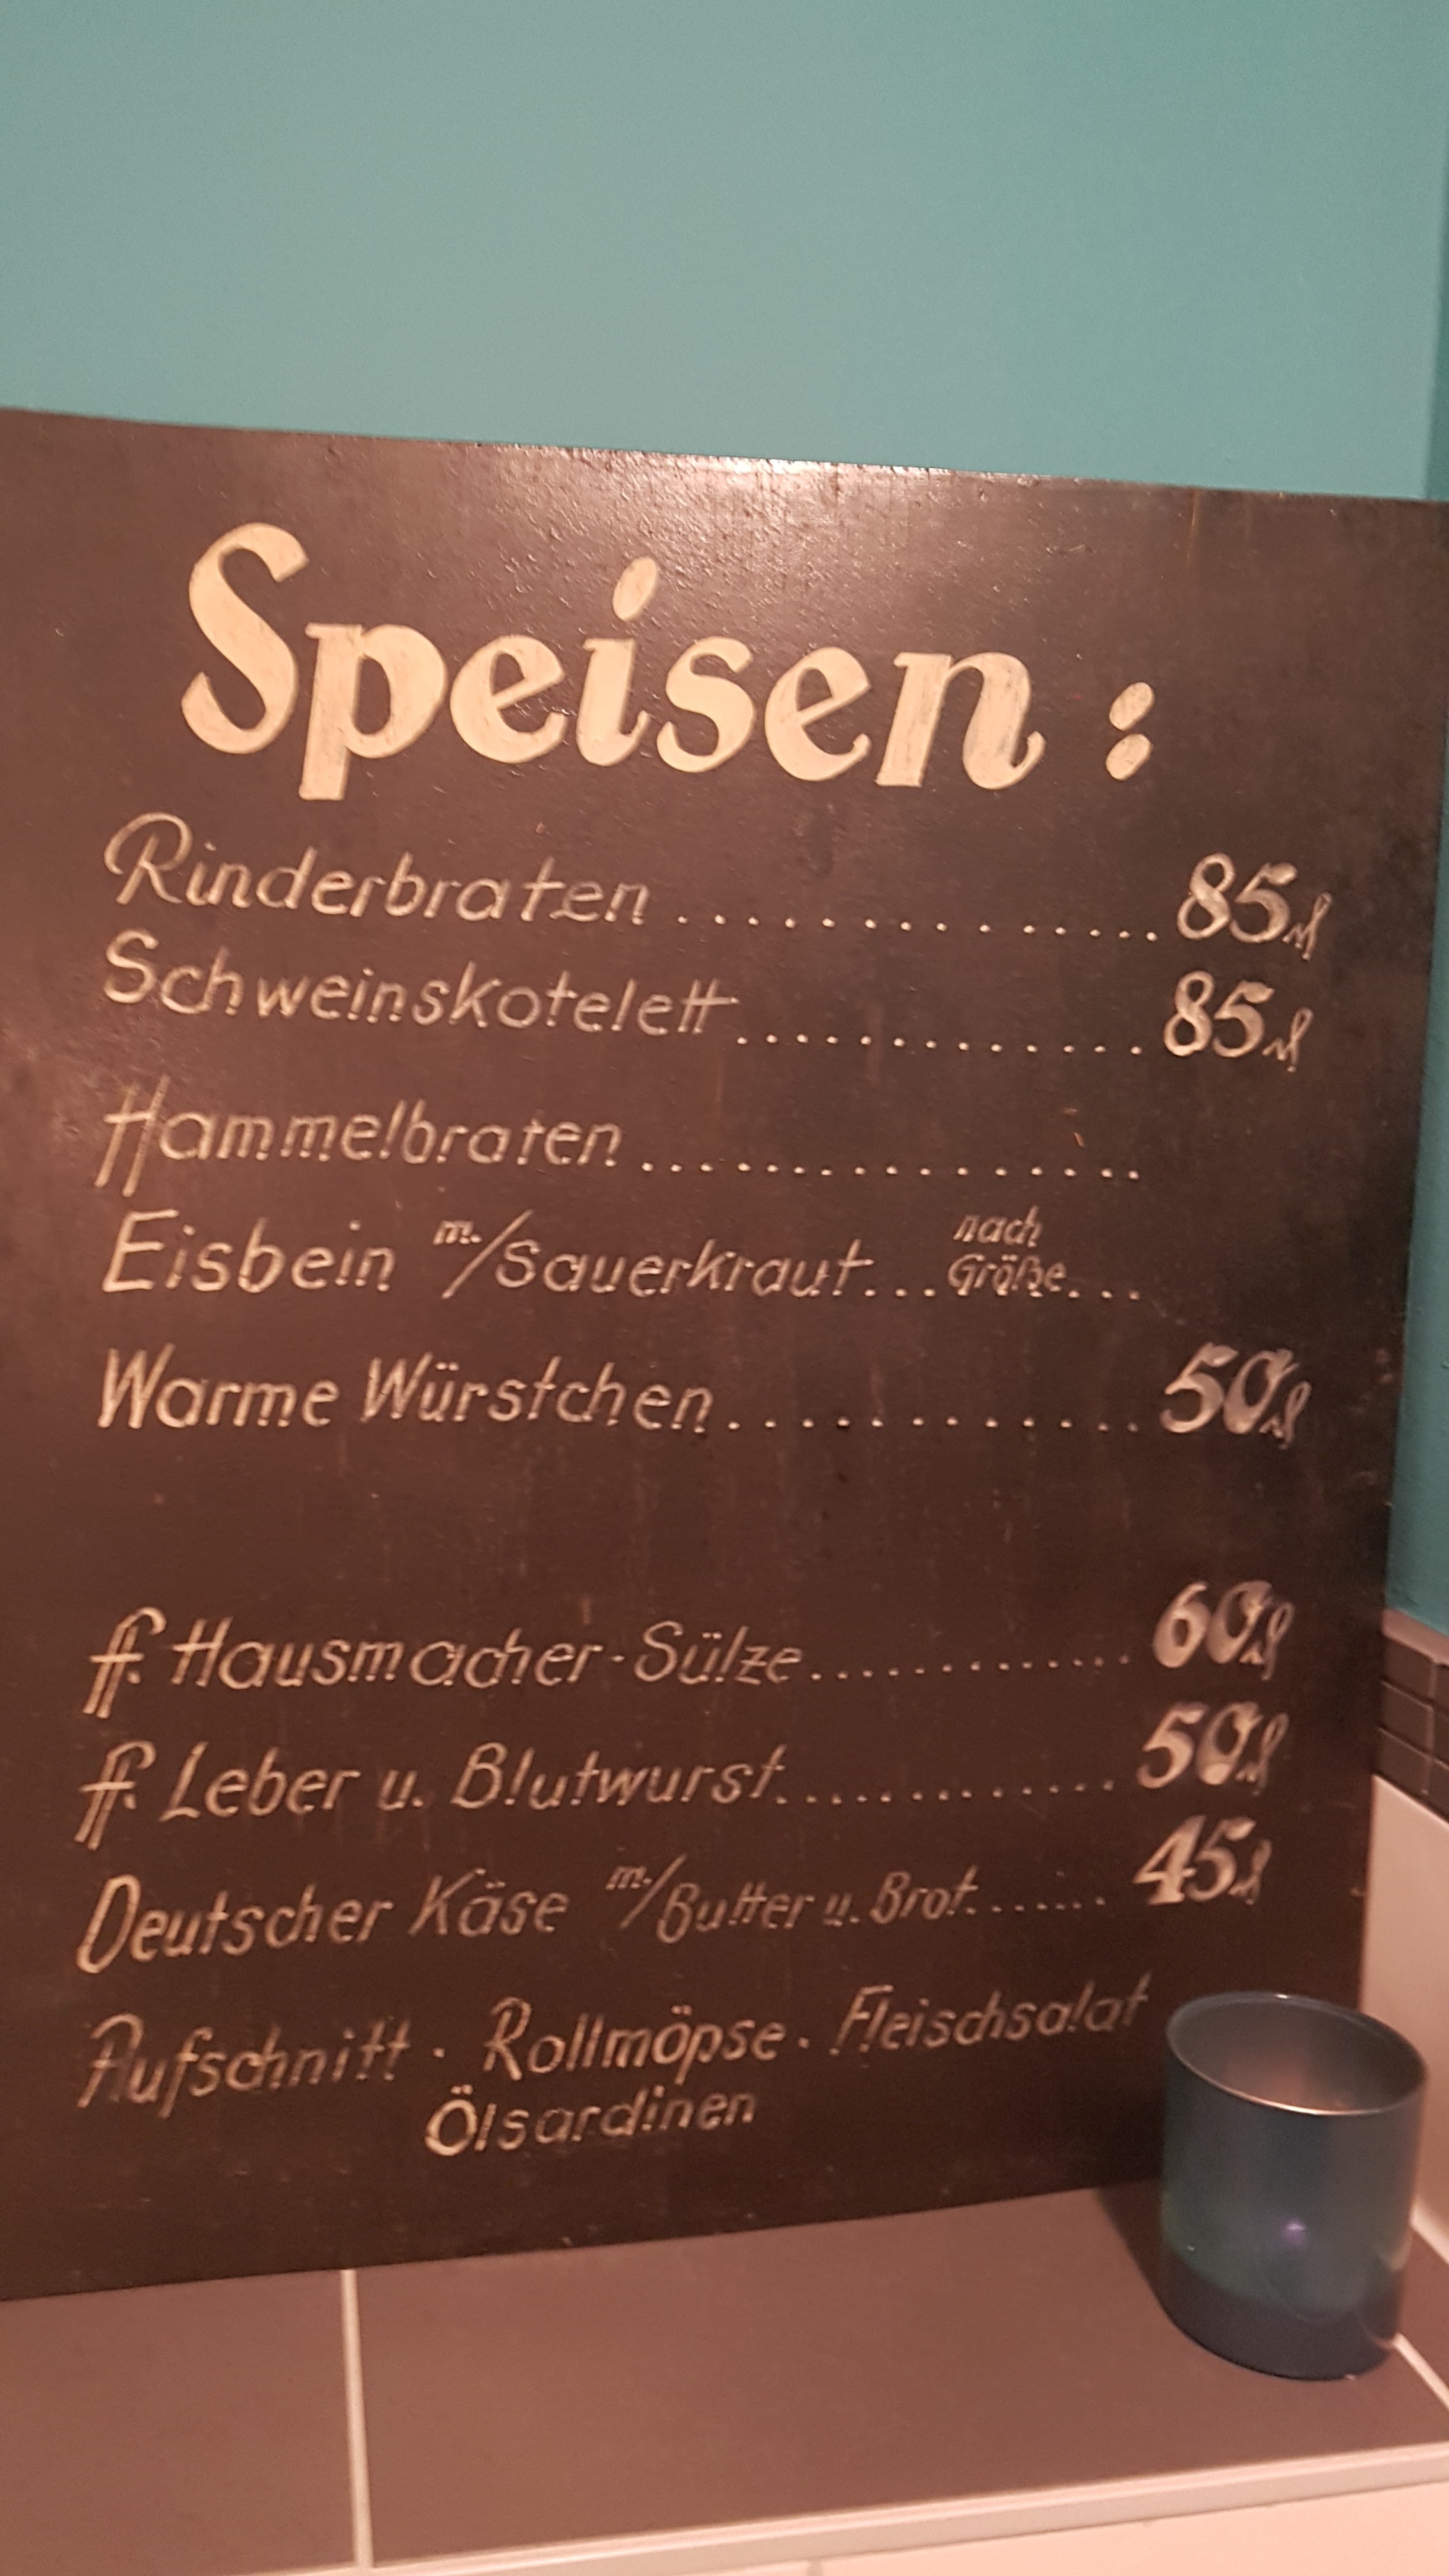 Speisen :
Rinderbraten ................ 85₰
Schweinskotelett ............. 85₰
Hammelbraten .................
Eisbein m./Sauerkraut... nach Größe....
Warme Würstchen ............. 50₰
ff. Hausmacher-Sülze ............. 60₰
ff. Leber u. Blutwurst............. 50₰
Deutscher Käse m./Butter u. Brot....... 45₰
Aufschnitt · Rollmöpse · Fleischsalat
Ölsardinen